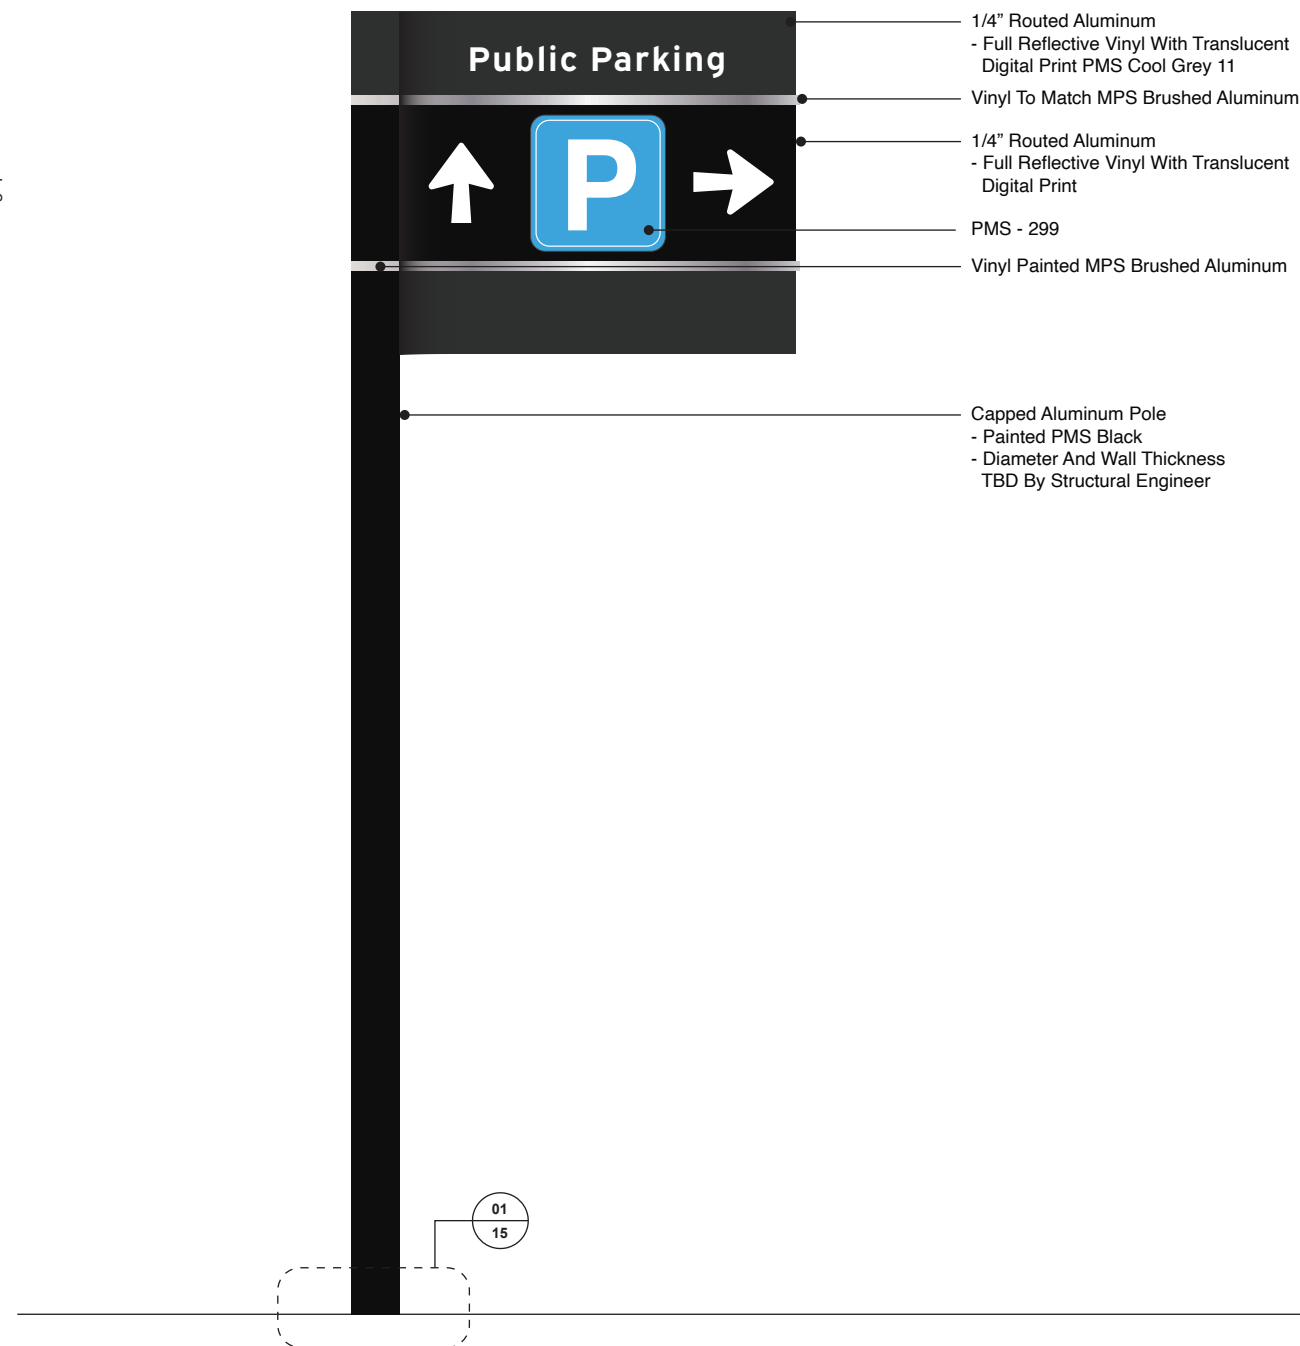 Public Parking
P
1/4” Routed Aluminum
- Full Reflective Vinyl With Translucent
Digital Print PMS Cool Grey 11
Vinyl To Match MPS Brushed Aluminum
1/4” Routed Aluminum
- Full Reflective Vinyl With Translucent
Digital Print
PMS - 299
Vinyl Painted MPS Brushed Aluminum
Capped Aluminum Pole
- Painted PMS Black
- Diameter And Wall Thickness
TBD By Structural Engineer
01
15